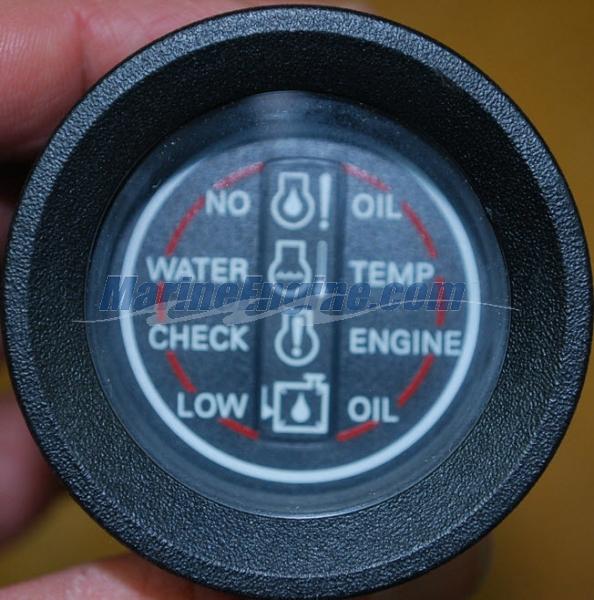 NO ! OIL
WATER TEMP
MarineEngine.com
CHECK ! ENGINE
LOW OIL